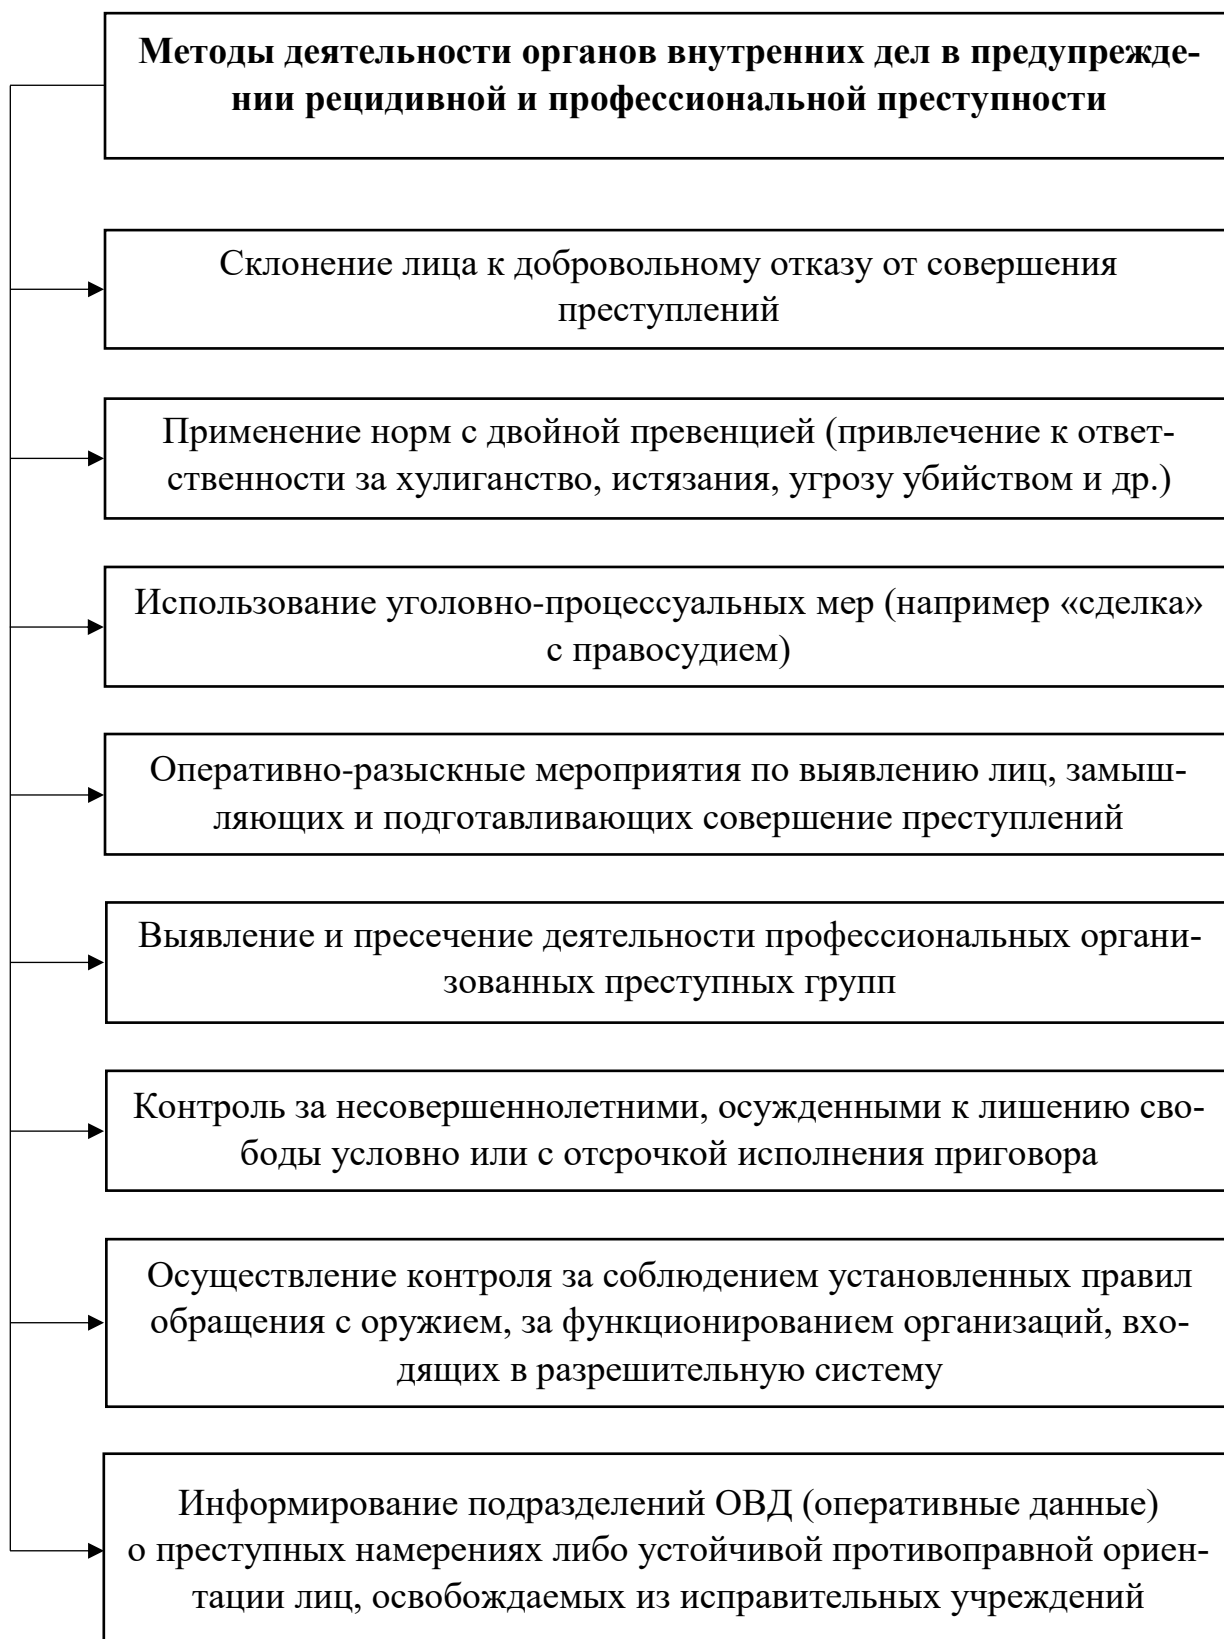 Методы деятельности органов внутренних дел в предупрежде-
нии рецидивной и профессиональной преступности
Склонение лица к добровольному отказу от совершения
преступлений
Применение норм с двойной превенцией (привлечение к ответ-
ственности за хулиганство, истязания, угрозу убийством и др.)
Использование уголовно-процессуальных мер (например «сделка»
с правосудием)
Оперативно-разыскные мероприятия по выявлению лиц, замыш-
ляющих и подготавливающих совершение преступлений
Выявление и пресечение деятельности профессиональных органи-
зованных преступных групп
Контроль за несовершеннолетними, осужденными к лишению сво-
боды условно или с отсрочкой исполнения приговора
Осуществление контроля за соблюдением установленных правил
обращения с оружием, за функционированием организаций, вхо-
дящих в разрешительную систему
Информирование подразделений ОВД (оперативные данные)
о преступных намерениях либо устойчивой противоправной ориен-
тации лиц, освобождаемых из исправительных учреждений